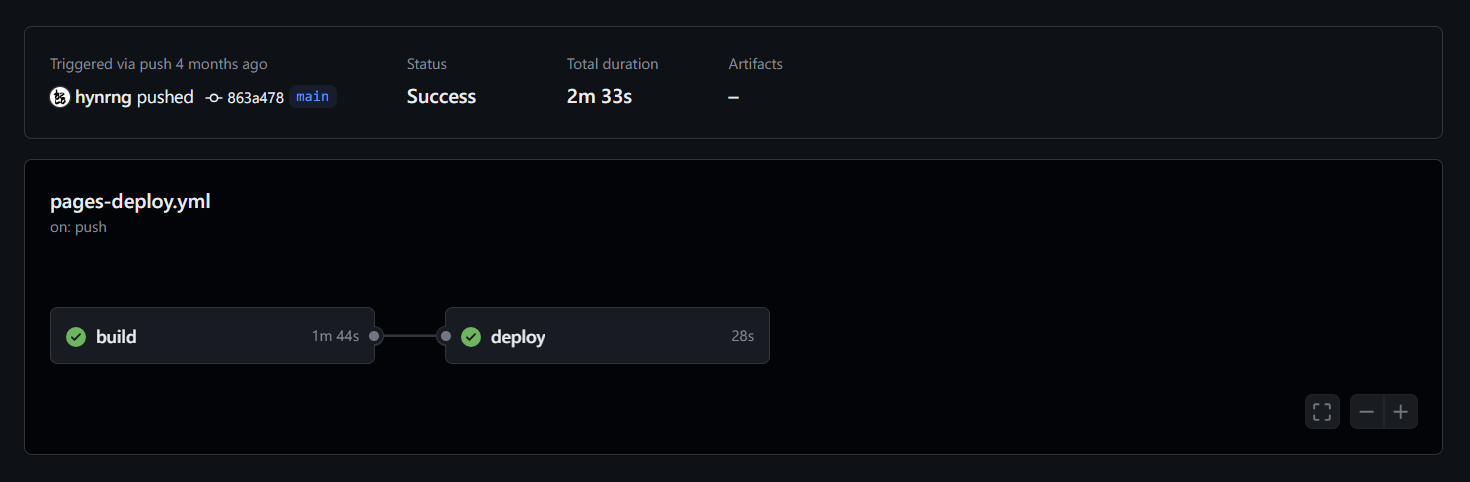 Triggered via push 4 months ago
hynrng pushed 863a478 main
Status
Success
Total duration
2m 33s
Artifacts
–
pages-deploy.yml
on: push
build 1m 44s
deploy 28s